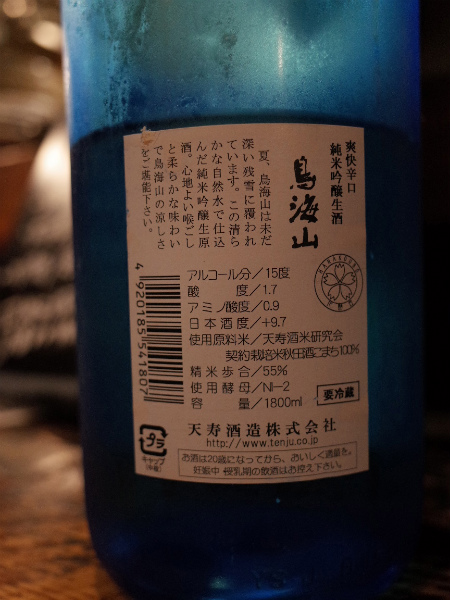 爽快辛口
純米吟醸生酒
鳥海山
夏、鳥海山は未だ
深い残雪に覆われ
ています。この清ら
かな自然水で仕込
んだ純米吟醸生原
酒。心地よい喉ごし
と柔らかな味わい
で鳥海山の涼しさ
をご堪能下さい。
アルコール分／15度
酸度／1.7
アミノ酸度／0.9
日本酒度／+9.7
使用原料米／天寿酒米研究会
契約栽培米秋田酒こまち100%
精米歩合／55%
使用酵母／NI-2
容量／1800ml
要冷蔵
4920185541807
天寿酒造株式会社
http://www.tenju.co.jp
お酒は20歳になってから、おいしく適量を。
妊娠中・授乳期の飲酒はお控え下さい。
タラ
キャップ